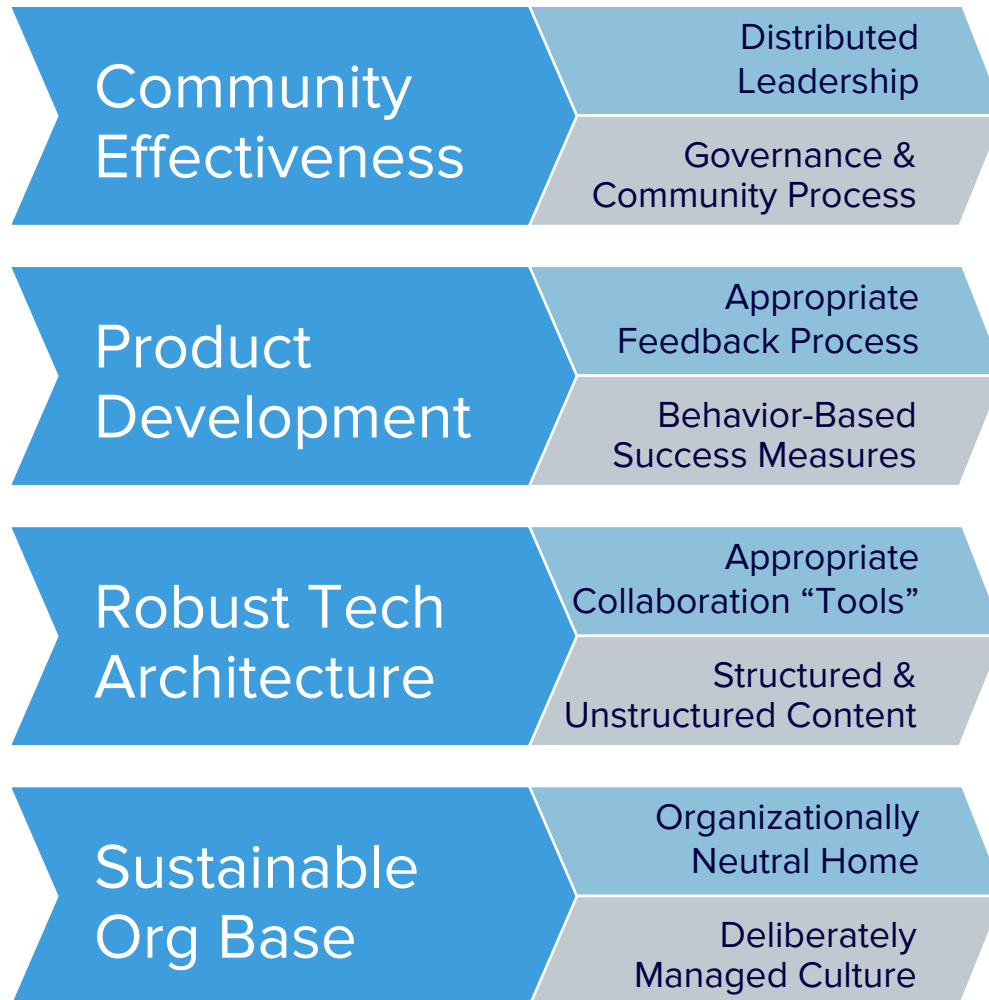 Community
Effectiveness
Distributed
Leadership
Governance &
Community Process
Product
Development
Appropriate
Feedback Process
Behavior-Based
Success Measures
Robust Tech
Architecture
Appropriate
Collaboration “Tools”
Structured &
Unstructured Content
Sustainable
Org Base
Organizationally
Neutral Home
Deliberately
Managed Culture